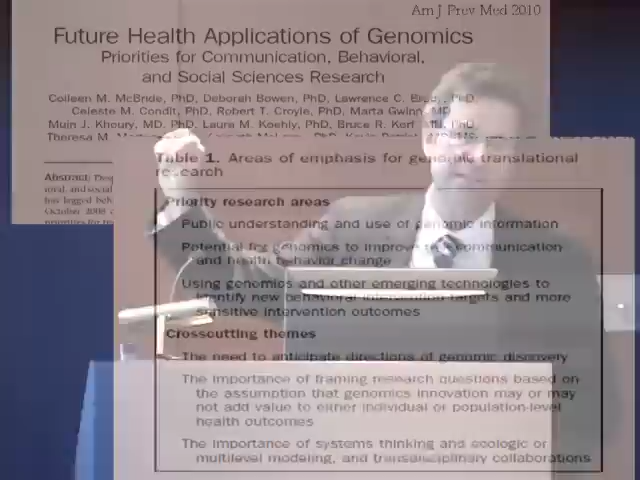 Am J Prev Med 2010
Future Health Applications of Genomics
Priorities for Communication, Behavioral,
and Social Sciences Research
Colleen M. McBride, PhD, Deborah Bowen, PhD, Lawrence C. PhD,
Celeste M. Condit, PhD, Robert T. Croyle, PhD, Marta Gwinn, MD,
Muin J. Khoury, MD, PhD, Laura M. Koehly, PhD, Bruce R. Korf MD, PhD,
Theresa M.
Table 1. Areas of emphasis for genomic translational
research
Abstract:
Priority research areas
Public understanding and use of genomic information
Potential for genomics to improve communication
and health behavior change
Using genomics and other emerging technologies to
identify new behavioral intervention targets and more
sensitive intervention outcomes
Crosscutting themes
The need to anticipate directions of genomic discovery
The importance of framing research questions based on
the assumption that genomics innovation may or may
not add value to either individual or population-level
health outcomes
The importance of systems thinking and ecologic or
multilevel modeling, and transdisciplinary collaborations